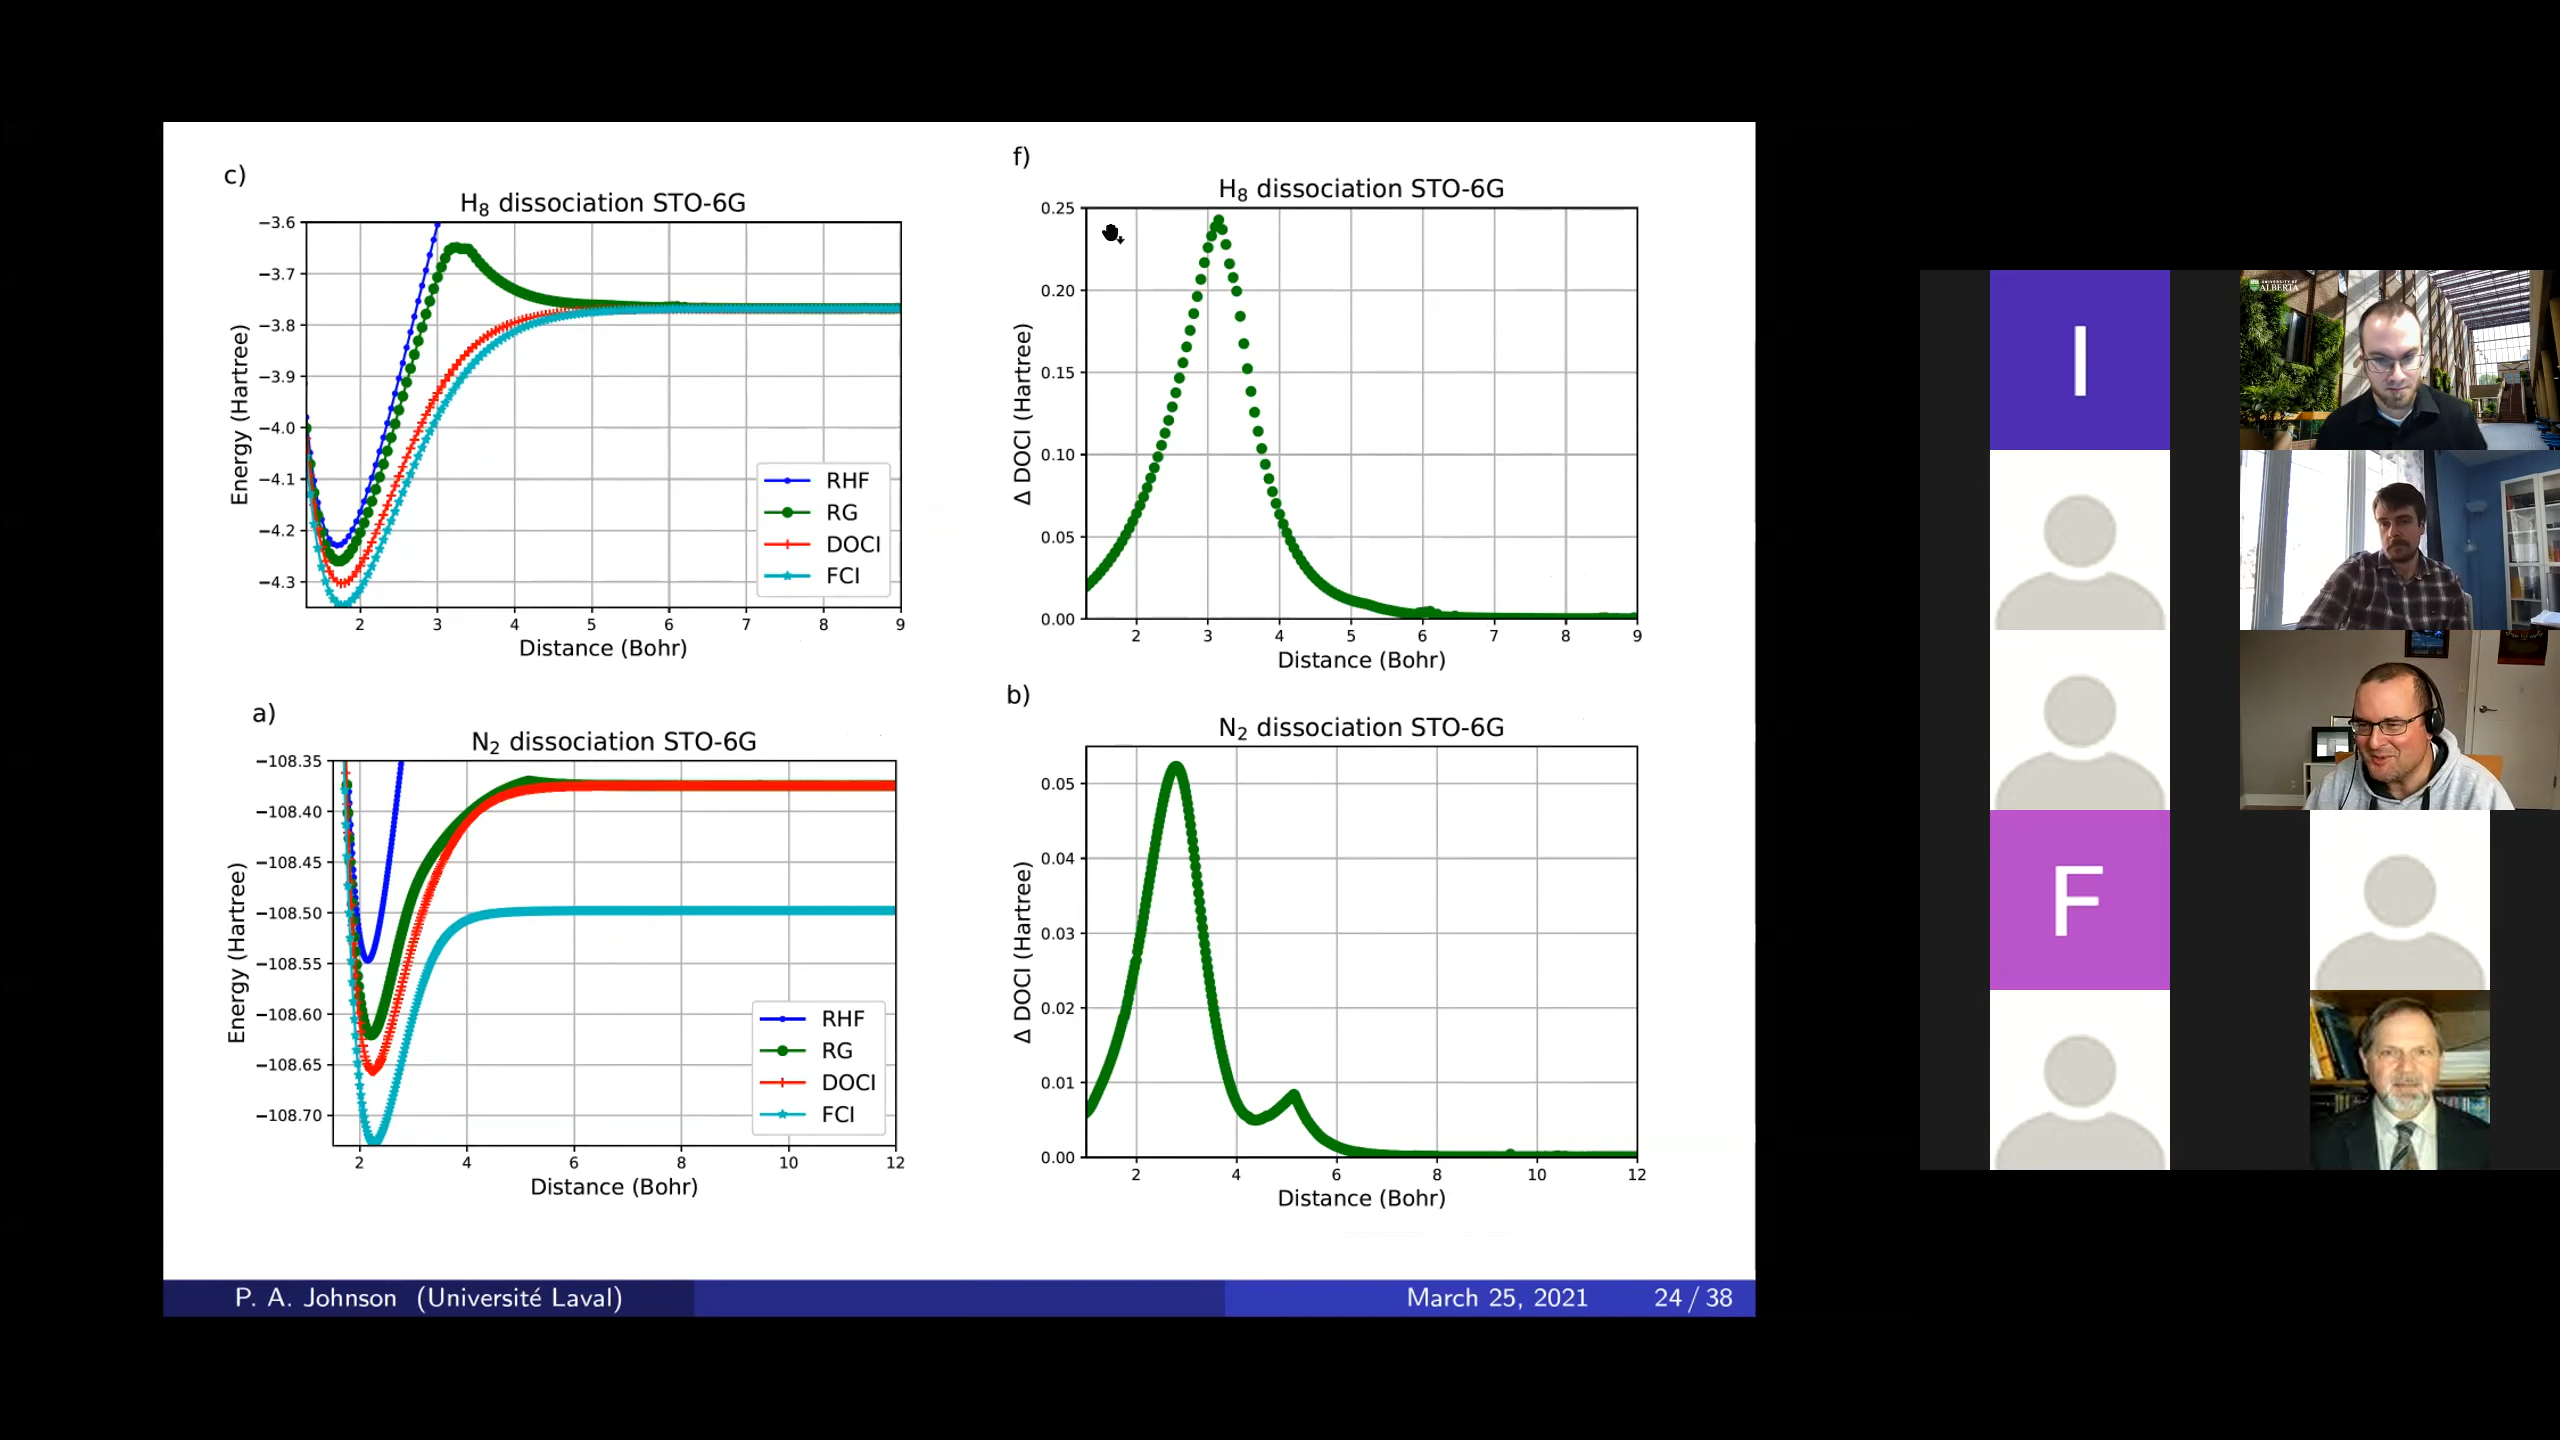 c)
H₈ dissociation STO-6G
−3.6
−3.7
−3.8
−3.9
−4.0
−4.1
−4.2
−4.3
Energy (Hartree)
RHF
RG
DOCI
FCI
2 3 4 5 6 7 8 9
Distance (Bohr)
f)
H₈ dissociation STO-6G
0.25
0.20
0.15
0.10
0.05
0.00
Δ DOCI (Hartree)
2 3 4 5 6 7 8 9
Distance (Bohr)
a)
N₂ dissociation STO-6G
−108.35
−108.40
−108.45
−108.50
−108.55
−108.60
−108.65
−108.70
Energy (Hartree)
RHF
RG
DOCI
FCI
2 4 6 8 10 12
Distance (Bohr)
b)
N₂ dissociation STO-6G
0.05
0.04
0.03
0.02
0.01
0.00
Δ DOCI (Hartree)
2 4 6 8 10 12
Distance (Bohr)
P. A. Johnson (Université Laval)
March 25, 2021
24 / 38
I
F
UNIVERSITY OF
ALBERTA